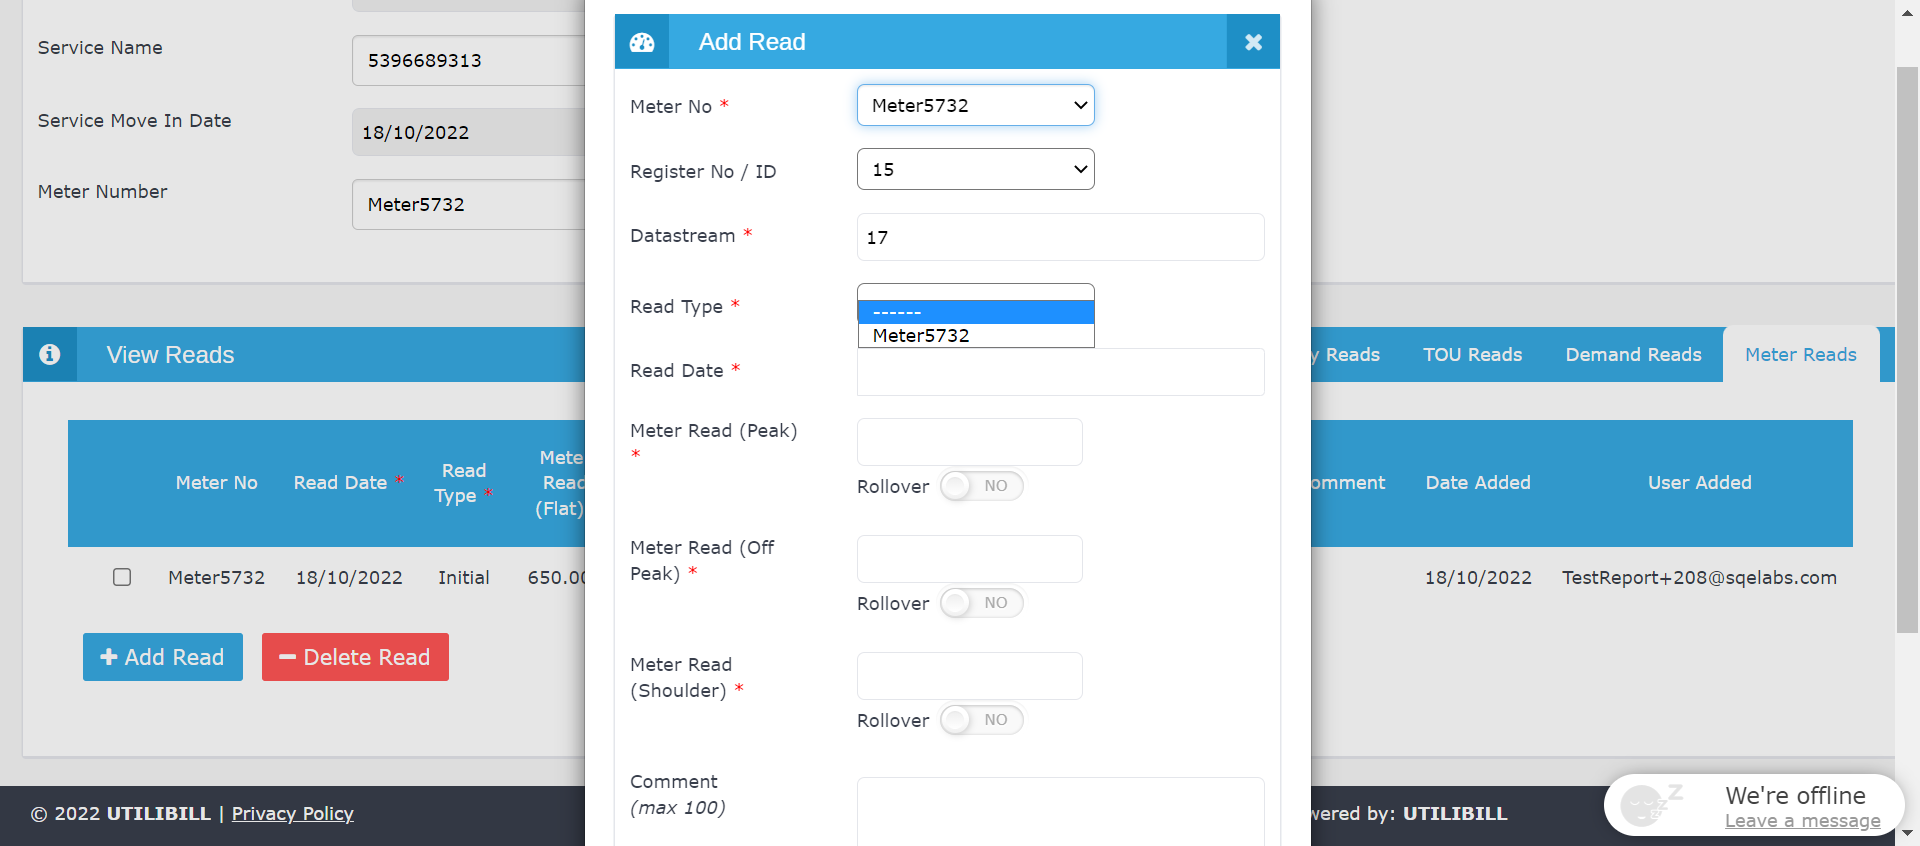 Service Name
5396689313
Service Move In Date
18/10/2022
Meter Number
Meter5732
Add Read
Meter No *
Meter5732
Register No / ID
15
Datastream *
17
Read Type *
------
Meter5732
Read Date *
Meter Read (Peak)
*
Rollover NO
Meter Read (Off
Peak) *
Rollover NO
Meter Read
(Shoulder) *
Rollover NO
Comment
(max 100)
View Reads
y Reads
TOU Reads
Demand Reads
Meter Reads
Meter No
Read Date *
Read
Type *
Mete
Read
(Flat)
omment
Date Added
User Added
Meter5732
18/10/2022
Initial
650.00
18/10/2022
TestReport+208@sqelabs.com
Add Read
Delete Read
© 2022 UTILIBILL | Privacy Policy
wered by: UTILIBILL
We're offline
Leave a message